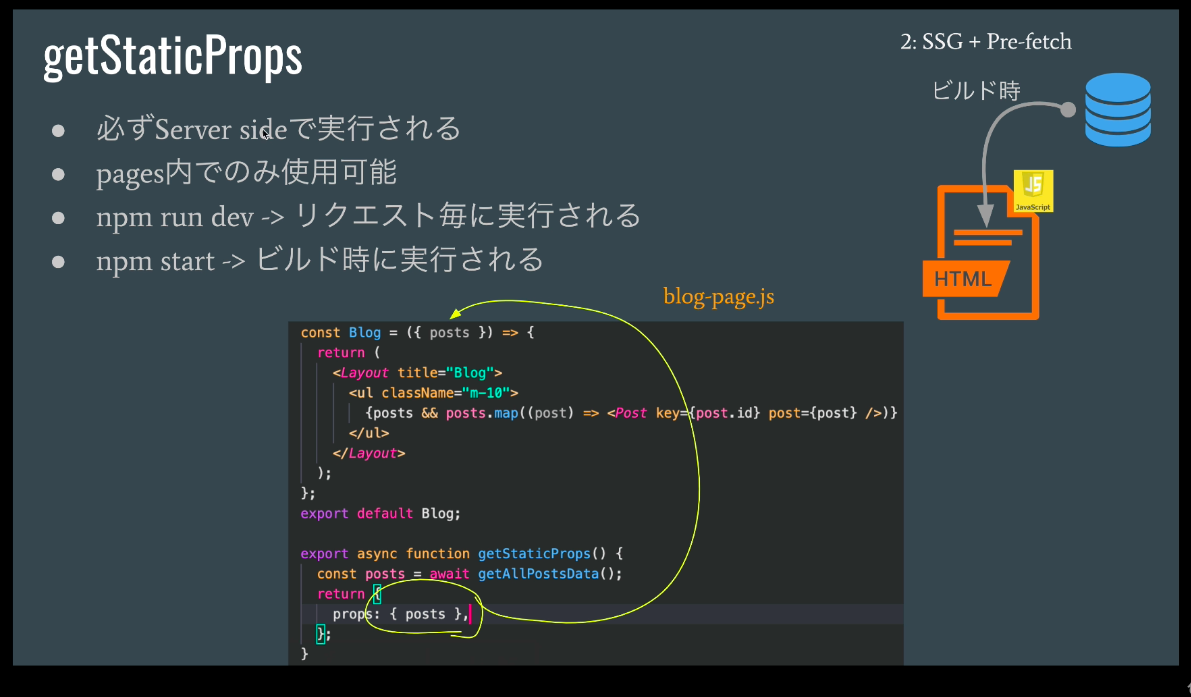 getStaticProps
2: SSG + Pre-fetch
ビルド時
● 必ずServer sideで実行される
● pages内でのみ使用可能
● npm run dev -> リクエスト毎に実行される
● npm start -> ビルド時に実行される
JS
JavaScript
HTML
blog-page.js
const Blog = ({ posts }) => {
return (
<Layout title="Blog">
<ul className="m-10">
{posts && posts.map((post) => <Post key={post.id} post={post} />)}
</ul>
</Layout>
);
};
export default Blog;
export async function getStaticProps() {
const posts = await getAllPostsData();
return {
props: { posts },
};
}